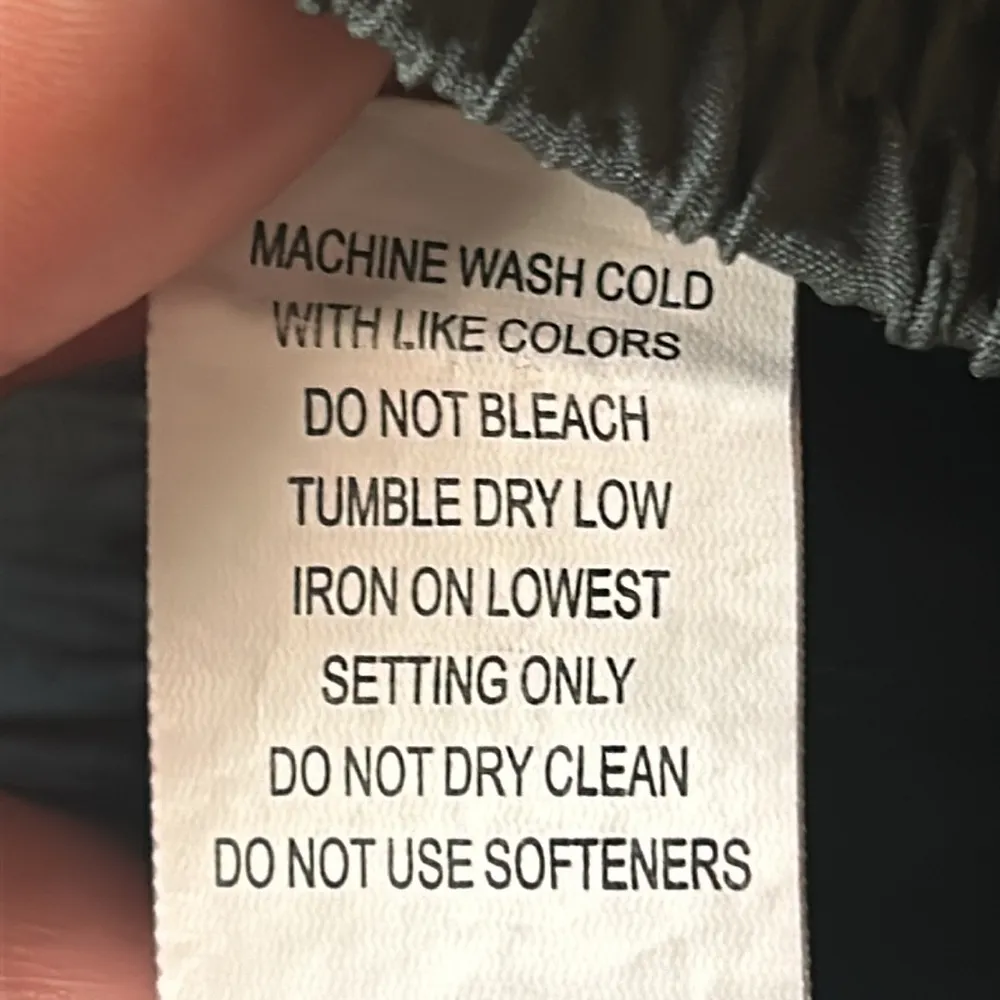 MACHINE WASH COLD
WITH LIKE COLORS
DO NOT BLEACH
TUMBLE DRY LOW
IRON ON LOWEST
SETTING ONLY
DO NOT DRY CLEAN
DO NOT USE SOFTENERS